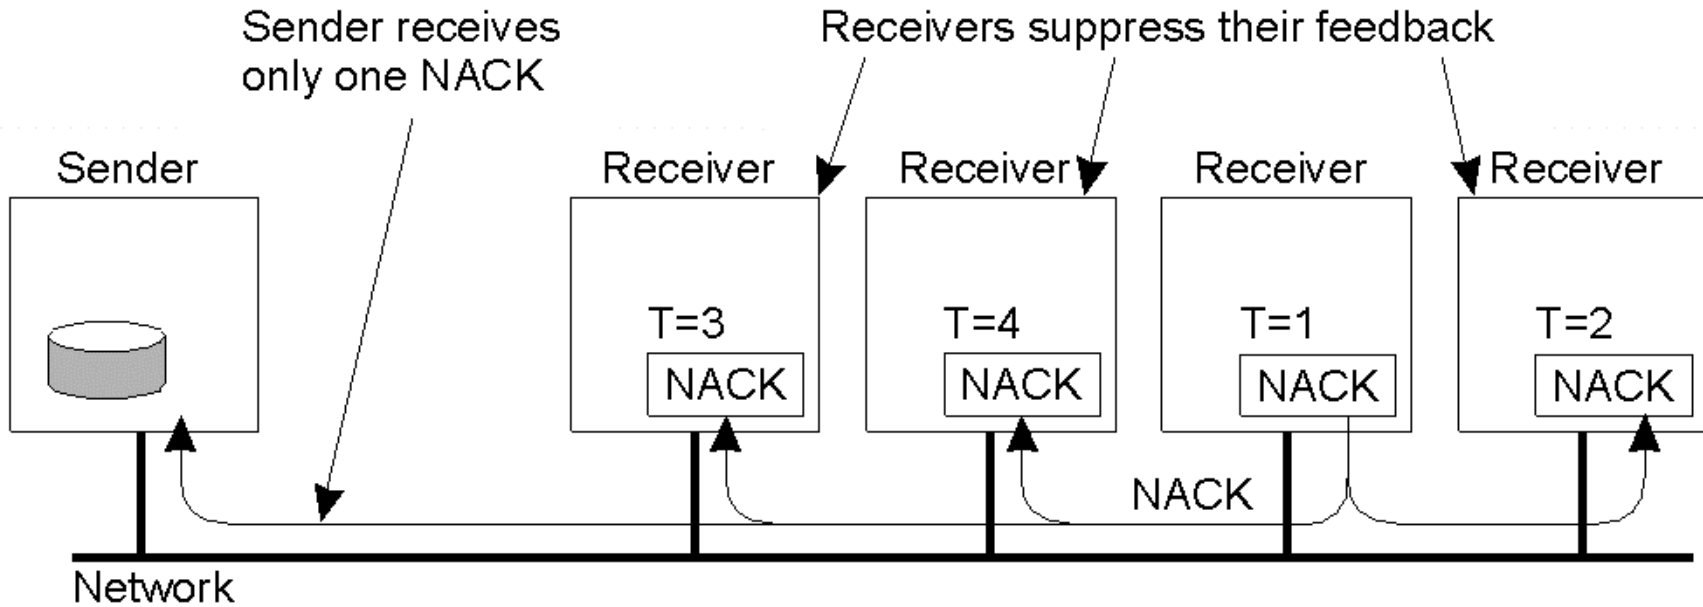 Sender receives
only one NACK
Receivers suppress their feedback
Sender
Receiver
Receiver
Receiver
Receiver
T=3
T=4
T=1
T=2
NACK
NACK
NACK
NACK
NACK
Network